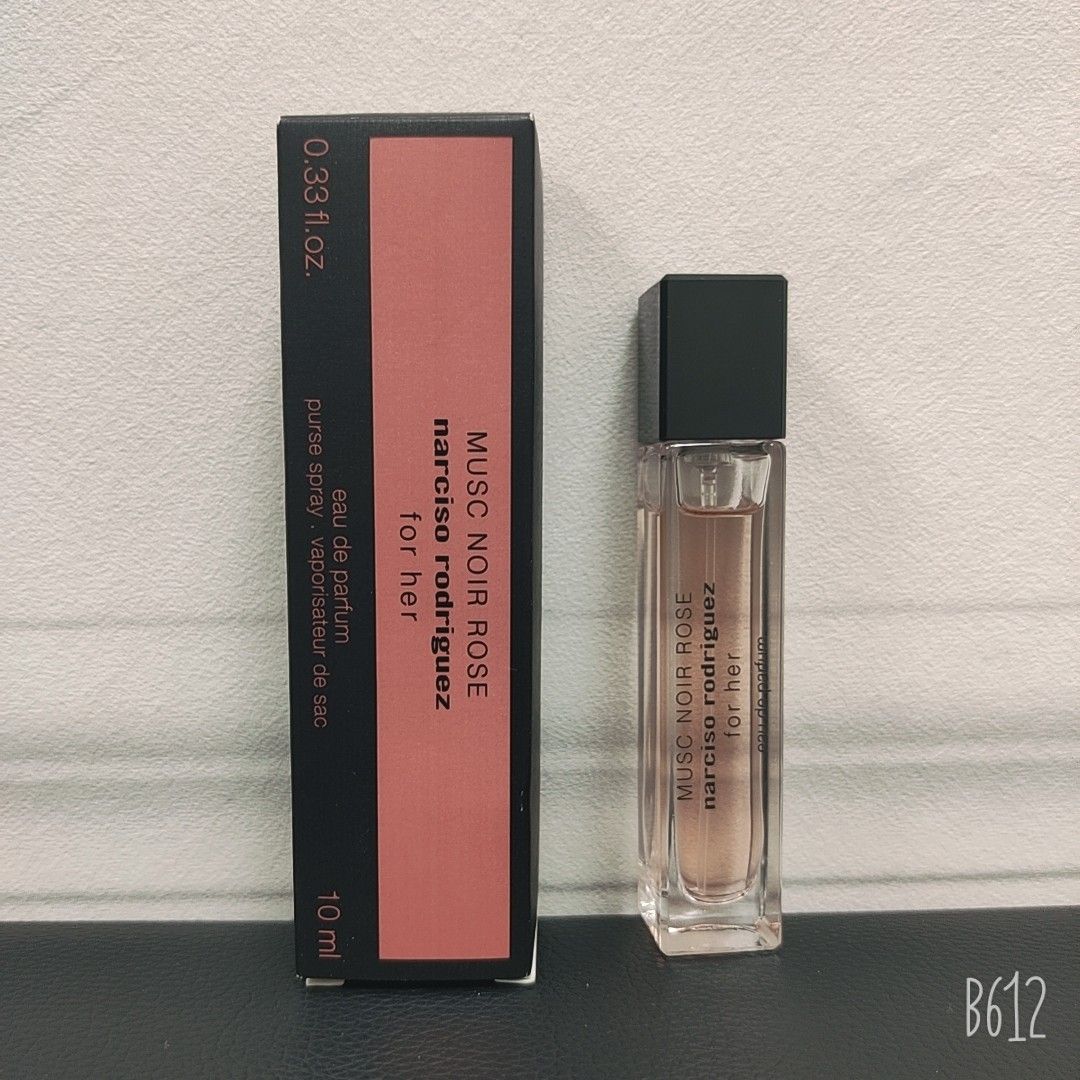 0.33 fl.oz.
eau de parfum
purse spray . vaporisateur de sac
10 ml
MUSC NOIR ROSE
narciso rodriguez
for her
MUSC NOIR ROSE
narciso rodriguez
for her
eau de parfum
B612